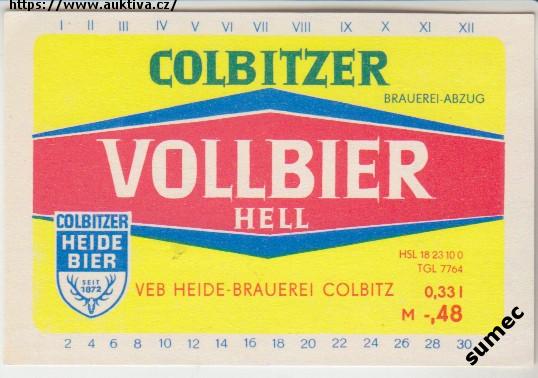 https://www.auktiva.cz/
I II III IV V VI VII VIII IX X XI XII
COLBITZER
BRAUEREI-ABZUG
VOLLBIER
HELL
COLBITZER
HEIDE
BIER
SEIT
1872
HSL 18 23 10 0
TGL 7764
VEB HEIDE-BRAUEREI COLBITZ 0,33 l
M -,48
2 4 6 8 10 12 14 16 18 20 22 24 26 28 30
sumec